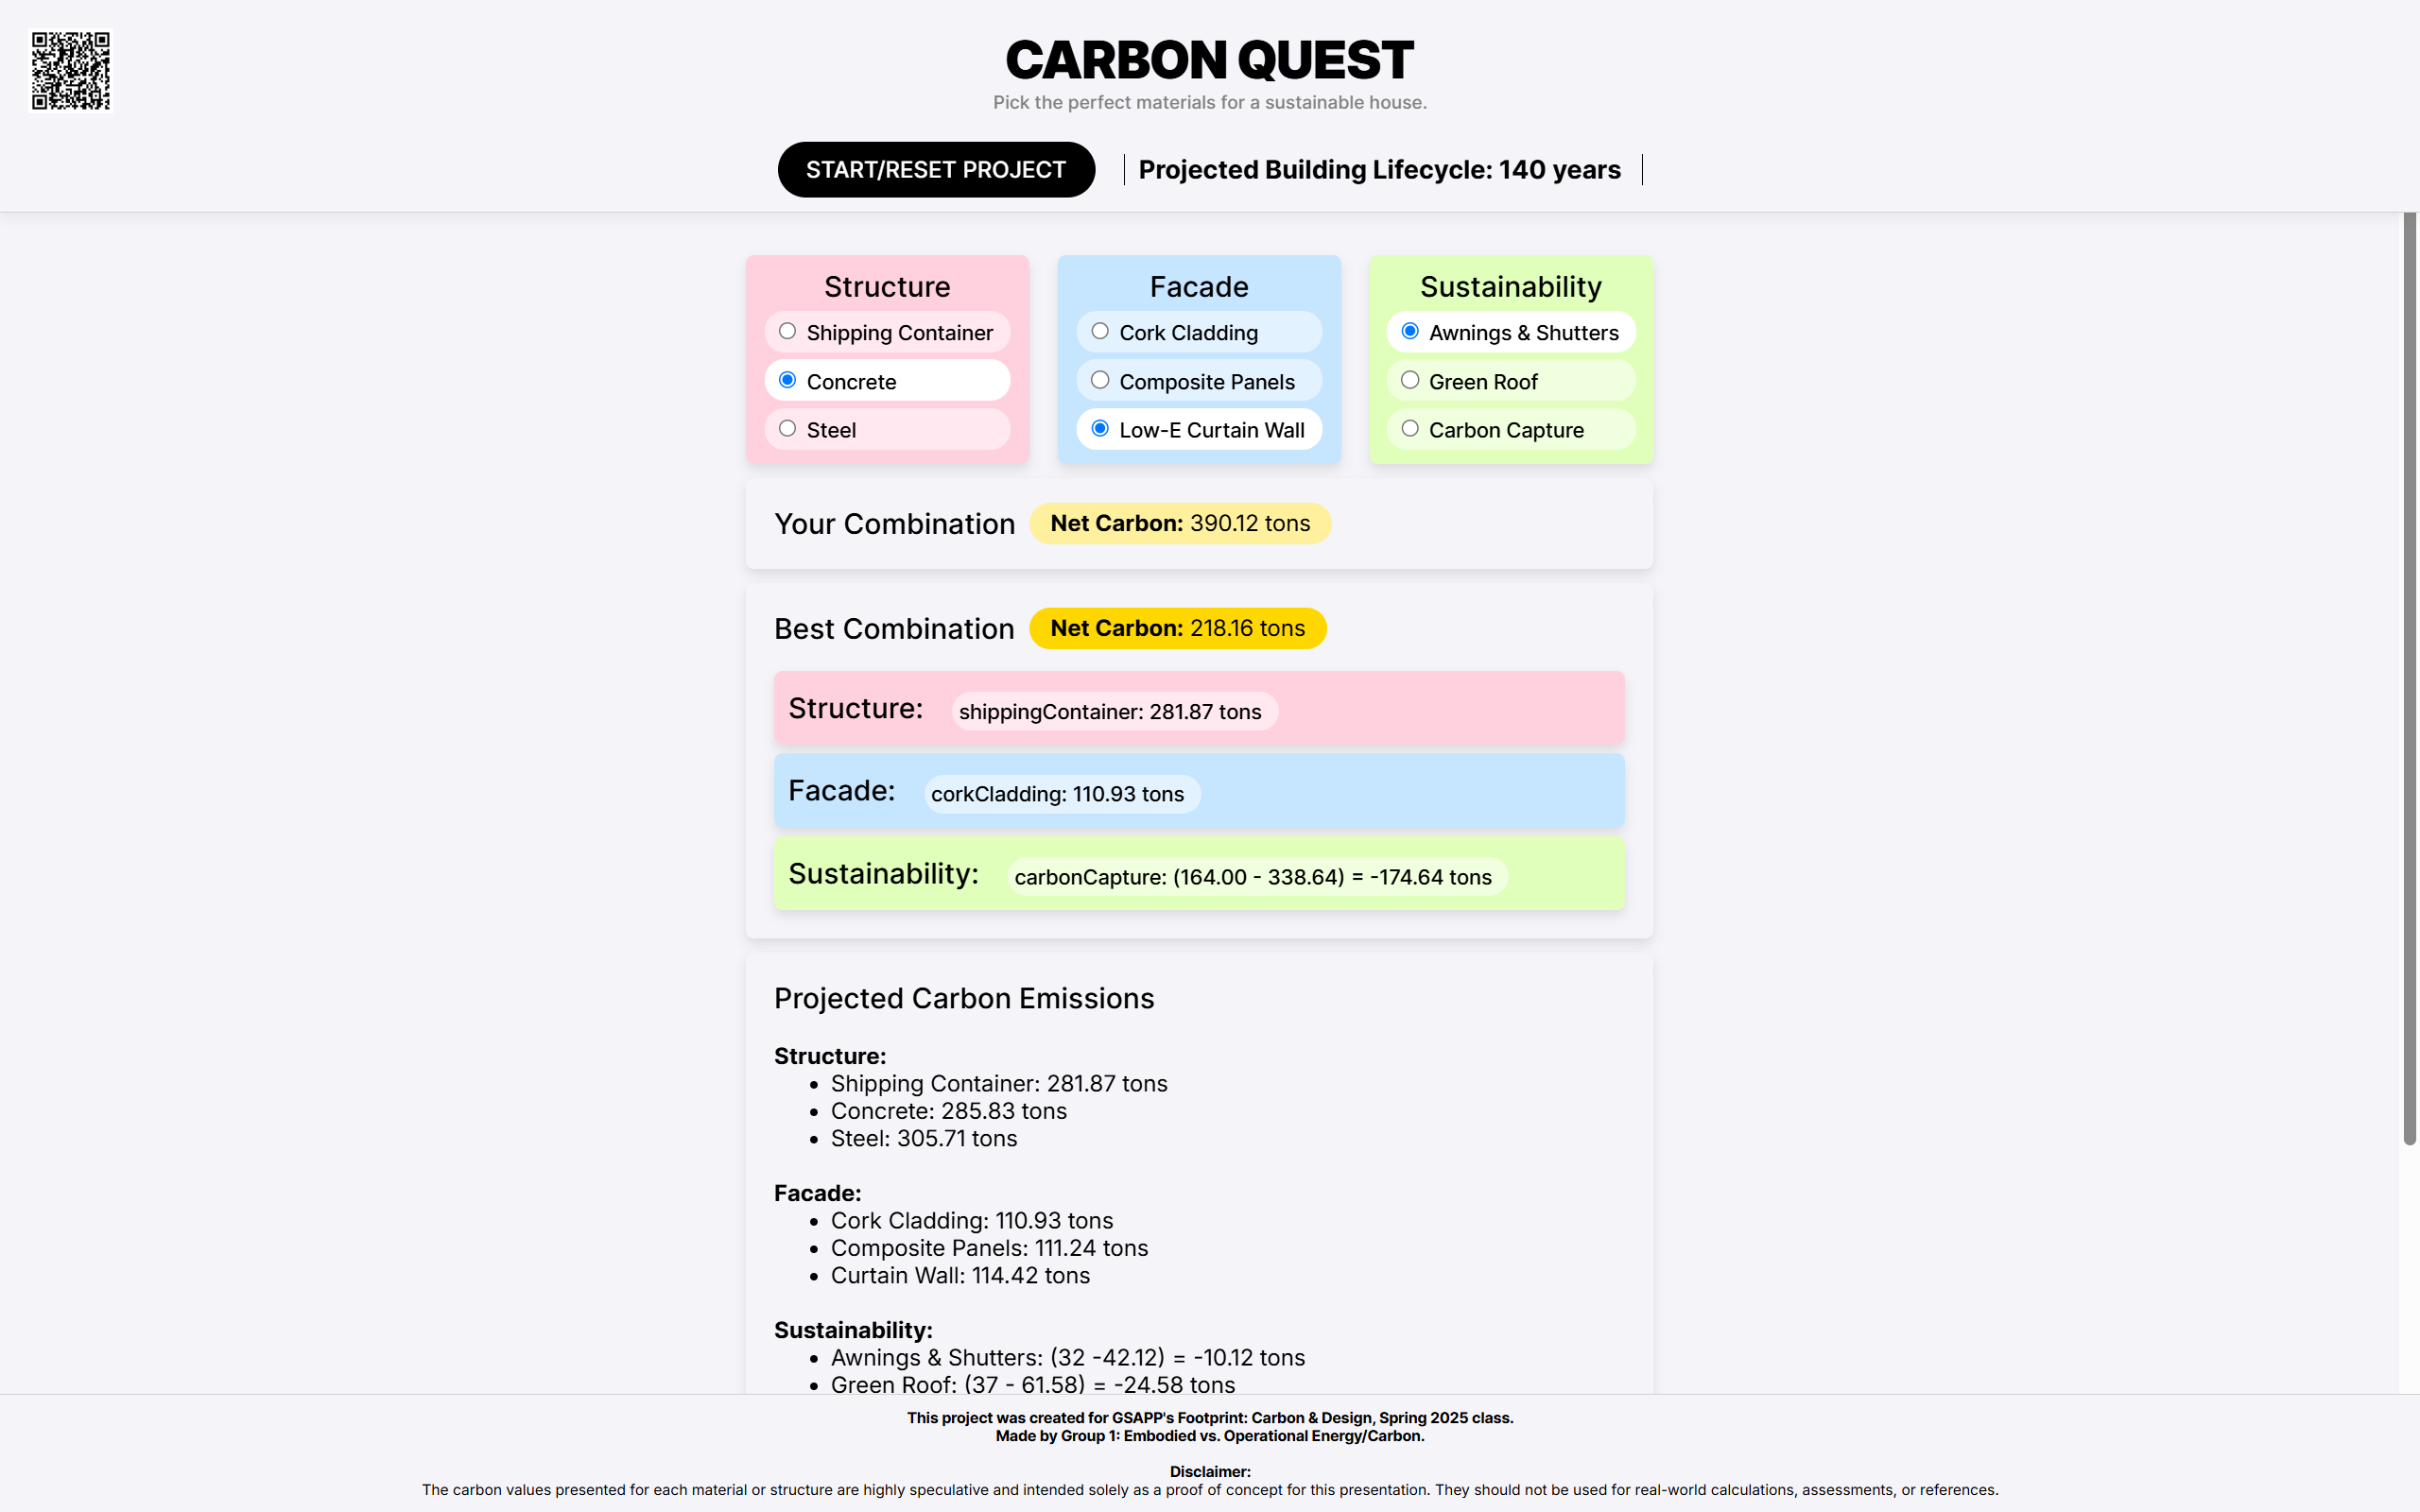 CARBON QUEST
Pick the perfect materials for a sustainable house.
START/RESET PROJECT
Projected Building Lifecycle: 140 years
Structure
Shipping Container
Concrete
Steel
Facade
Cork Cladding
Composite Panels
Low-E Curtain Wall
Sustainability
Awnings & Shutters
Green Roof
Carbon Capture
Your Combination
Net Carbon: 390.12 tons
Best Combination
Net Carbon: 218.16 tons
Structure:
shippingContainer: 281.87 tons
Facade:
corkCladding: 110.93 tons
Sustainability:
carbonCapture: (164.00 - 338.64) = -174.64 tons
Projected Carbon Emissions
Structure:
• Shipping Container: 281.87 tons
• Concrete: 285.83 tons
• Steel: 305.71 tons
Facade:
• Cork Cladding: 110.93 tons
• Composite Panels: 111.24 tons
• Curtain Wall: 114.42 tons
Sustainability:
• Awnings & Shutters: (32 -42.12) = -10.12 tons
• Green Roof: (37 - 61.58) = -24.58 tons
This project was created for GSAPP's Footprint: Carbon & Design, Spring 2025 class.
Made by Group 1: Embodied vs. Operational Energy/Carbon.
Disclaimer:
The carbon values presented for each material or structure are highly speculative and intended solely as a proof of concept for this presentation. They should not be used for real-world calculations, assessments, or references.